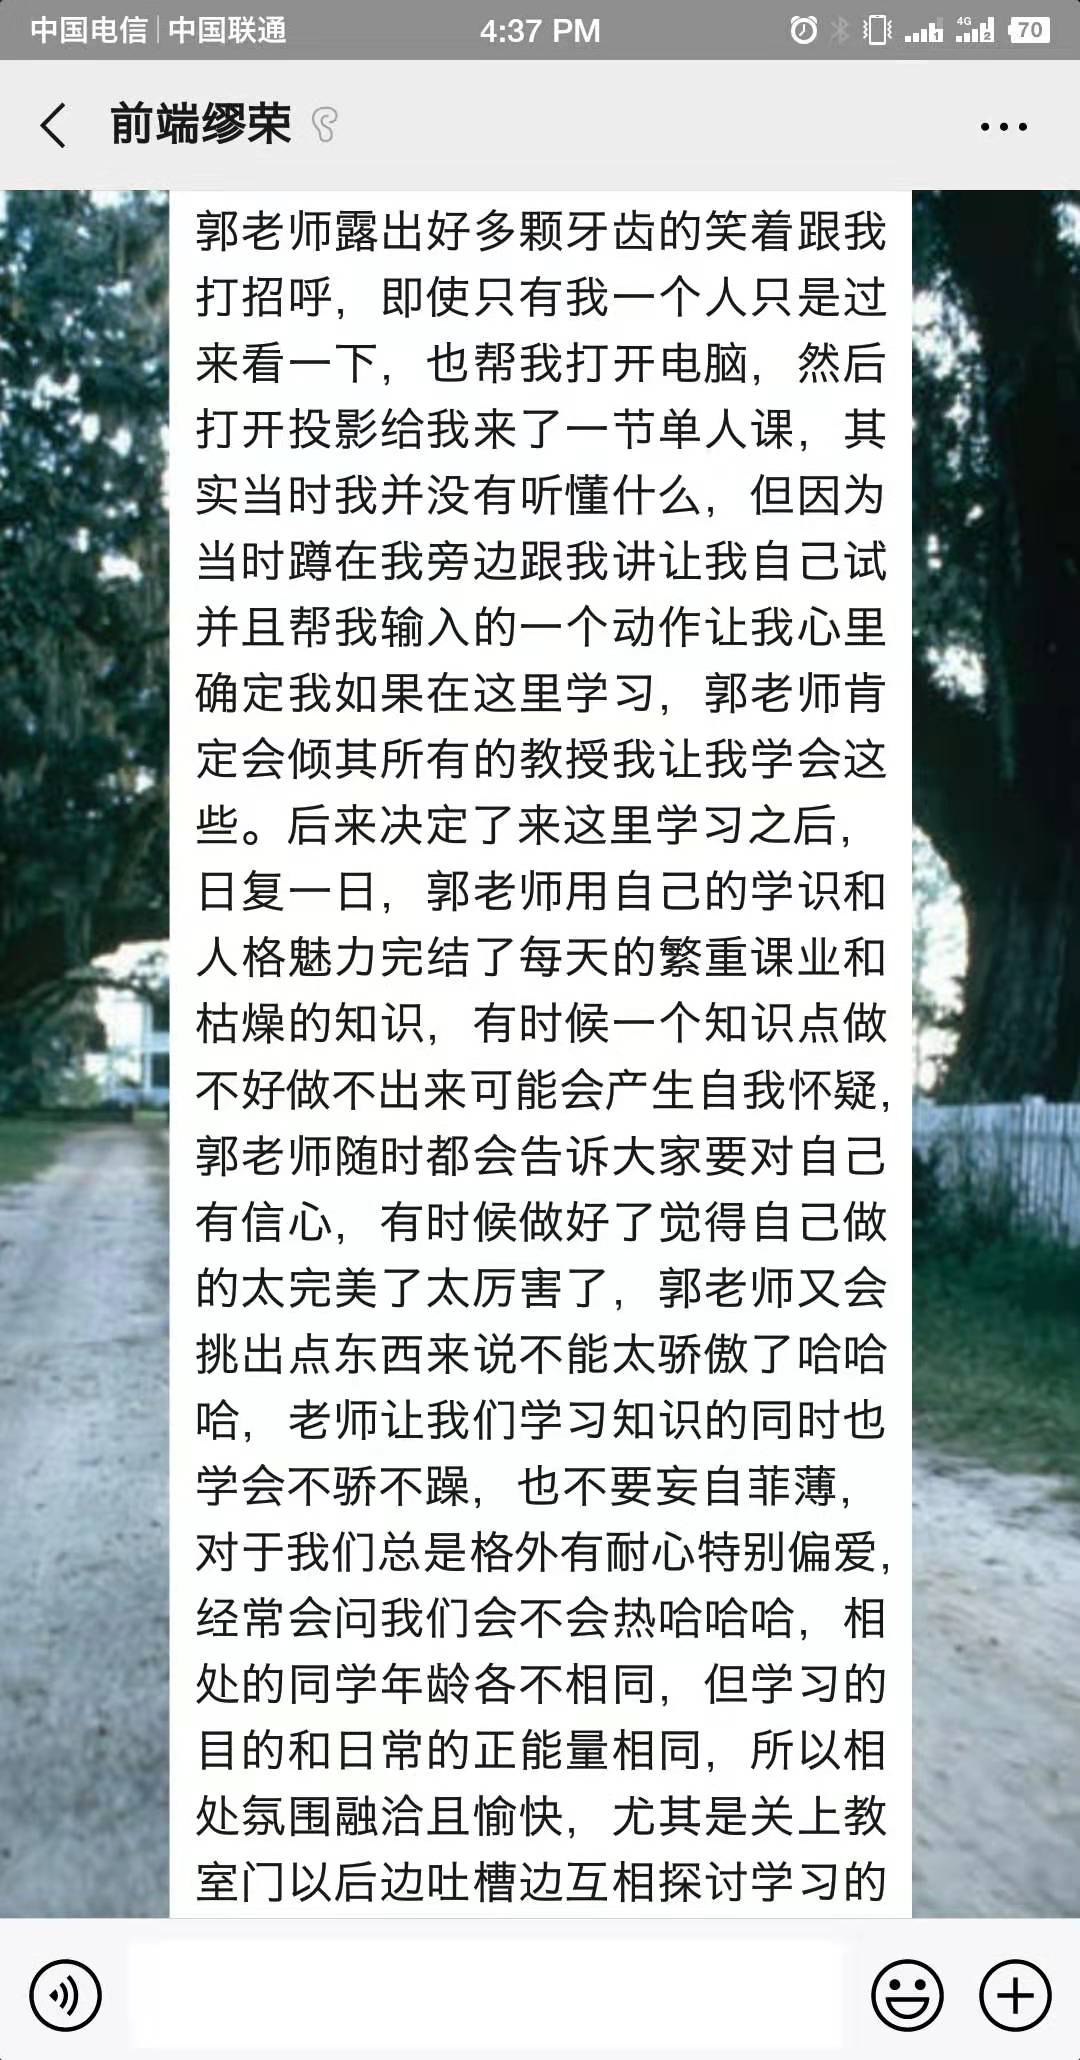 中国电信 | 中国联通 4:37 PM 4G 1 2 70
前端缪荣
郭老师露出好多颗牙齿的笑着跟我
打招呼，即使只有我一个人只是过
来看一下，也帮我打开电脑，然后
打开投影给我来了一节单人课，其
实当时我并没有听懂什么，但因为
当时蹲在我旁边跟我讲让我自己试
并且帮我输入的一个动作让我心里
确定我如果在这里学习，郭老师肯
定会倾其所有的教授我让我学会这
些。后来决定了来这里学习之后，
日复一日，郭老师用自己的学识和
人格魅力完结了每天的繁重课业和
枯燥的知识，有时候一个知识点做
不好做不出来可能会产生自我怀疑，
郭老师随时都会告诉大家要对自己
有信心，有时候做好了觉得自己做
的太完美了太厉害了，郭老师又会
挑出点东西来说不能太骄傲了哈哈
哈，老师让我们学习知识的同时也
学会不骄不躁，也不要妄自菲薄，
对于我们总是格外有耐心特别偏爱，
经常会问我们会不会热哈哈哈，相
处的同学年龄各不相同，但学习的
目的和日常的正能量相同，所以相
处氛围融洽且愉快，尤其是关上教
室门以后边吐槽边互相探讨学习的